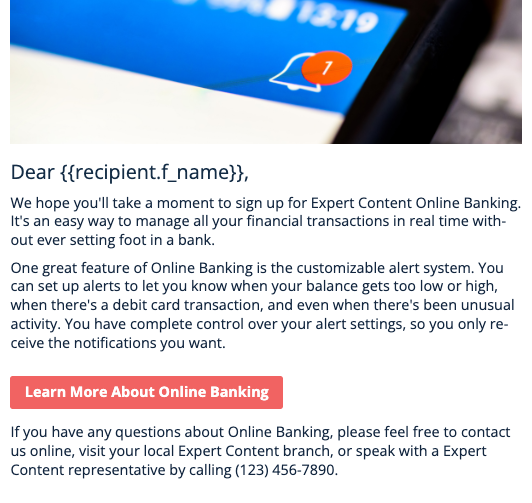 13:19
1
Dear {{recipient.f_name}},
We hope you'll take a moment to sign up for Expert Content Online Banking.
It's an easy way to manage all your financial transactions in real time with-
out ever setting foot in a bank.
One great feature of Online Banking is the customizable alert system. You
can set up alerts to let you know when your balance gets too low or high,
when there's a debit card transaction, and even when there's been unusual
activity. You have complete control over your alert settings, so you only re-
ceive the notifications you want.
Learn More About Online Banking
If you have any questions about Online Banking, please feel free to contact
us online, visit your local Expert Content branch, or speak with a Expert
Content representative by calling (123) 456-7890.